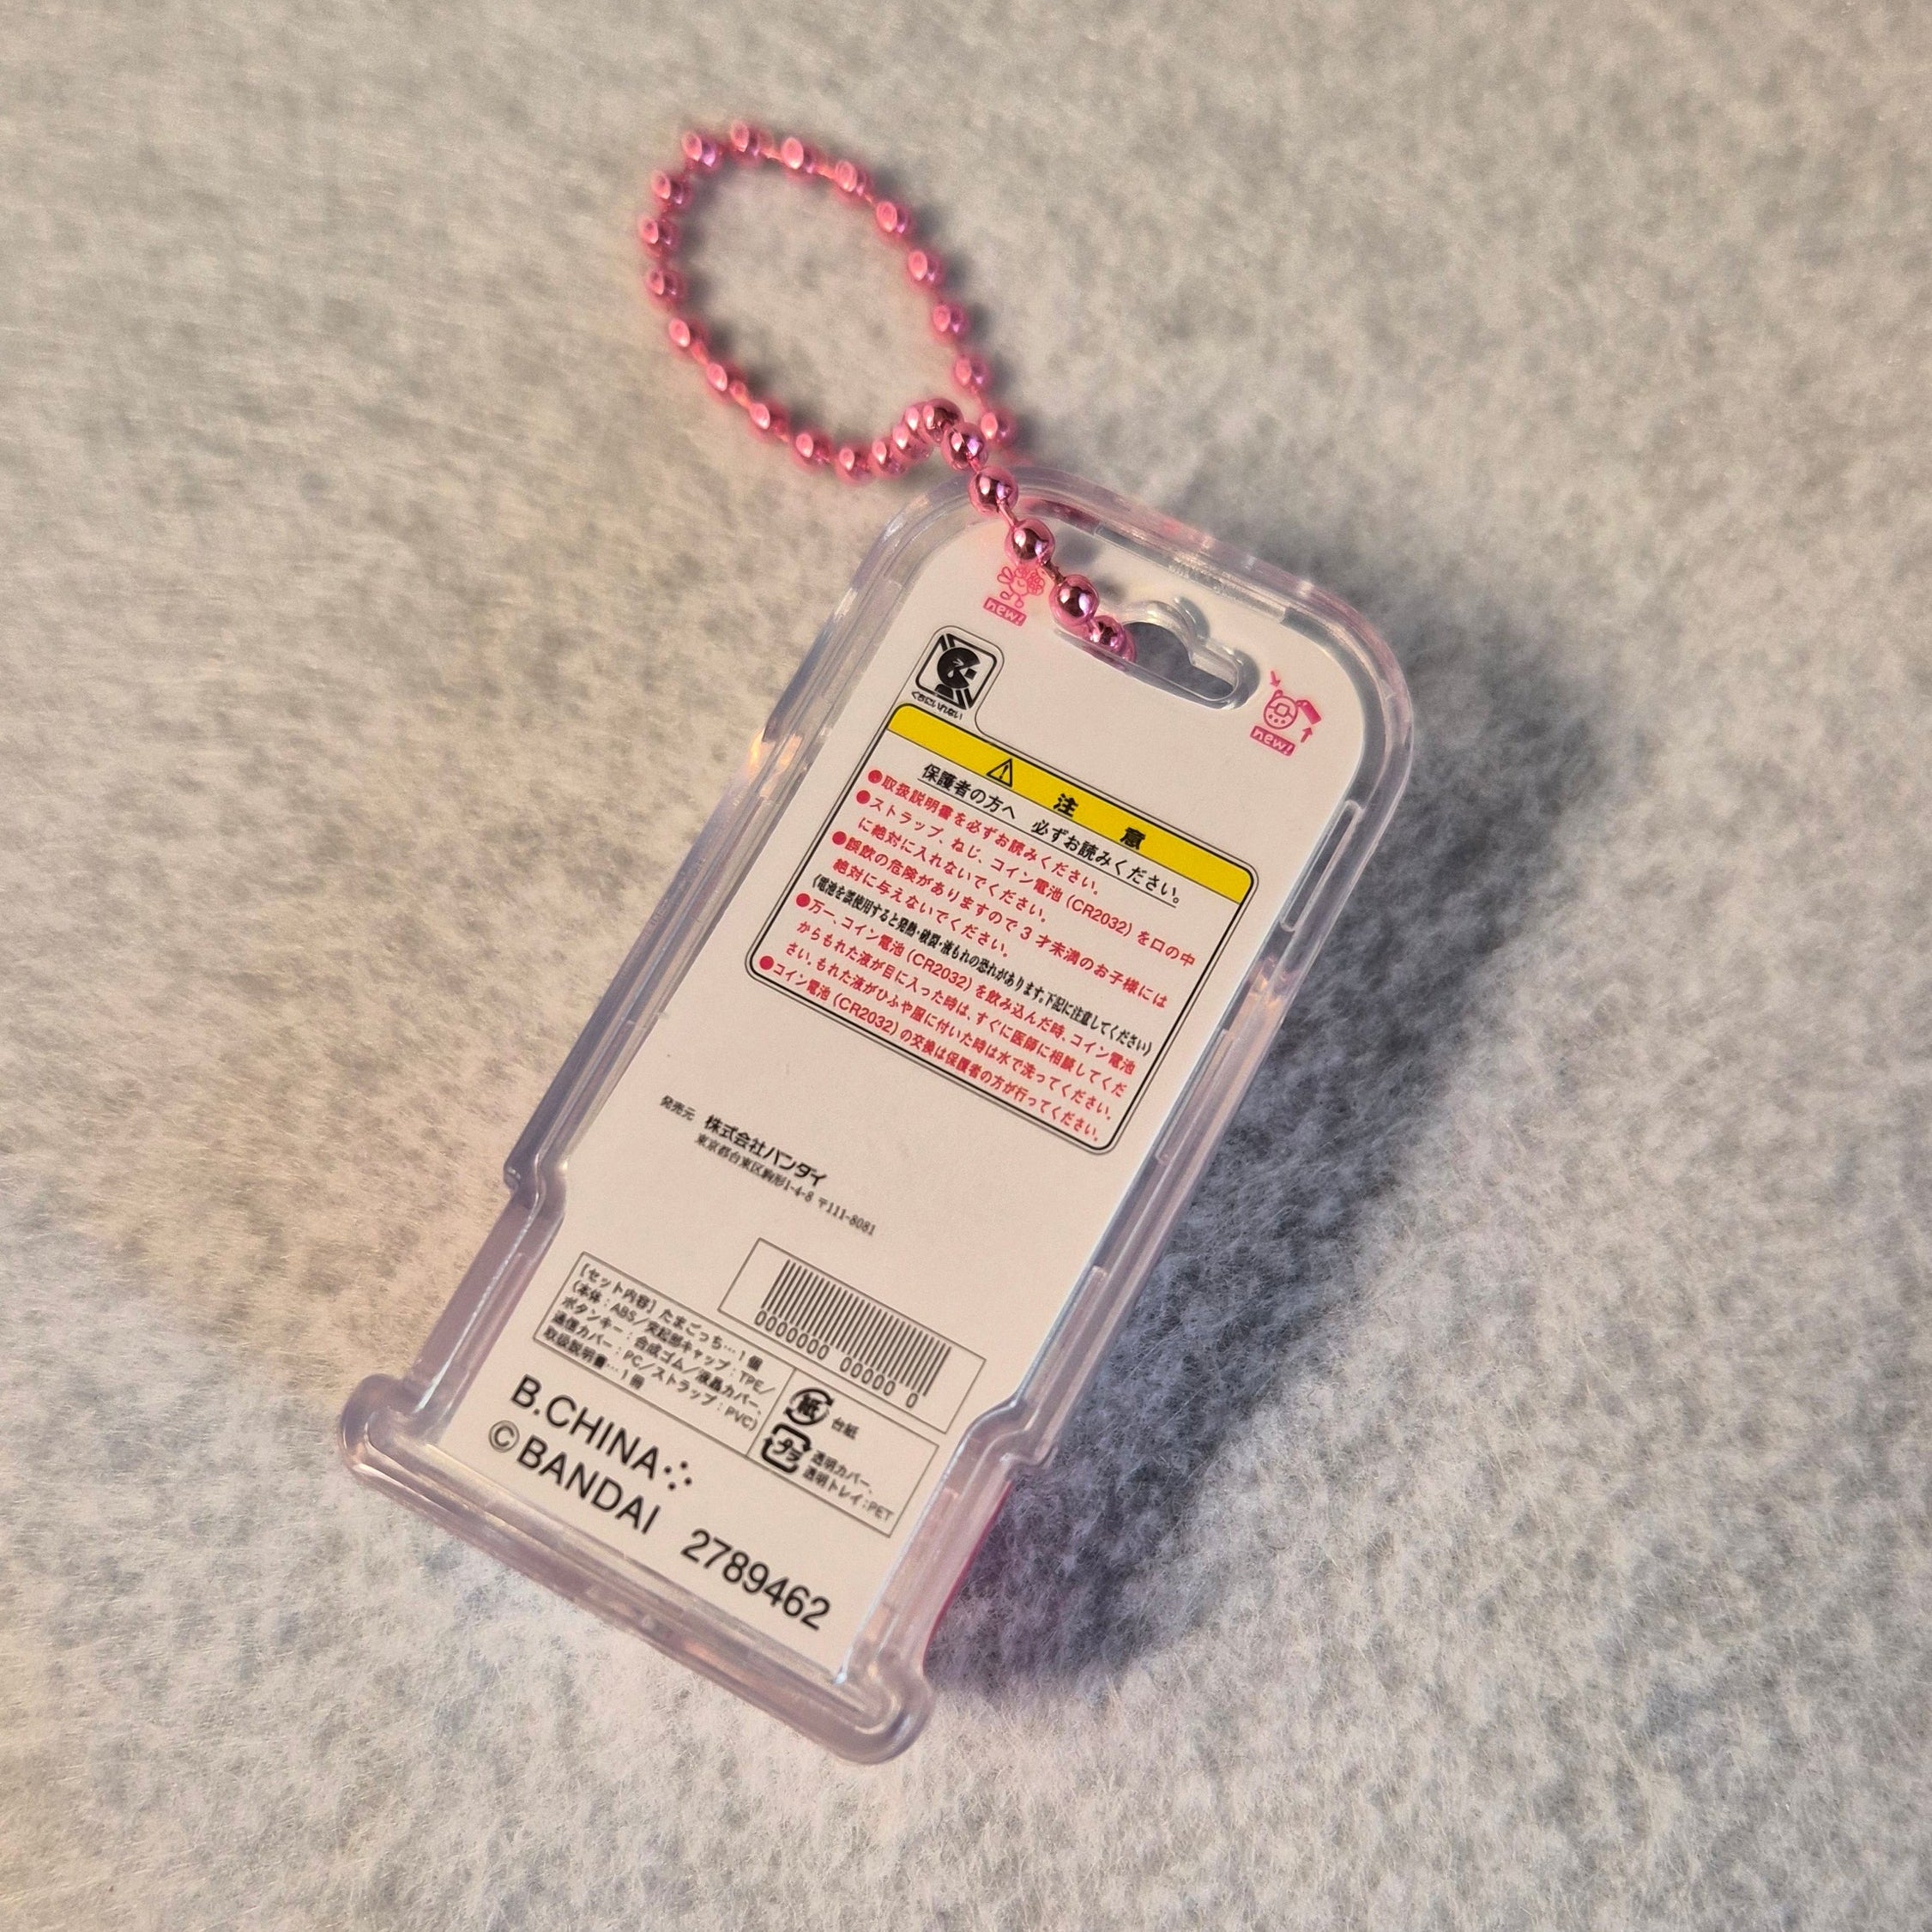 new!
new!
くちにいれない
⚠ 注意
保護者の方へ 必ずお読みください。
●取扱説明書を必ずお読みください。
●ストラップ、ねじ、コイン電池(CR2032)を口の中
に絶対に入れないでください。
●誤飲の危険がありますので3才未満のお子様には
絶対に与えないでください。
(電池を誤使用すると発熱・破裂・液もれの恐れがあります。下記に注意してください)
●万一、コイン電池(CR2032)を飲み込んだ時、コイン電池
からもれた液が目に入った時は、すぐに医師に相談してくだ
さい。もれた液がひふや服に付いた時は水で洗ってください。
●コイン電池(CR2032)の交換は保護者の方が行ってください。
発売元 株式会社バンダイ
東京都台東区駒形1-4-8 〒111-8081
0000000 00000 0
[セット内容]たまごっち…1個
(本体:ABS/突起部キャップ:TPE/
ボタンキー:合成ゴム/液晶カバー、
通信カバー:PC/ストラップ:PVC)
取扱説明書…1冊
紙 台紙
プラ 透明カバー、
透明トレイ:PET
B.CHINA
©BANDAI 2789462